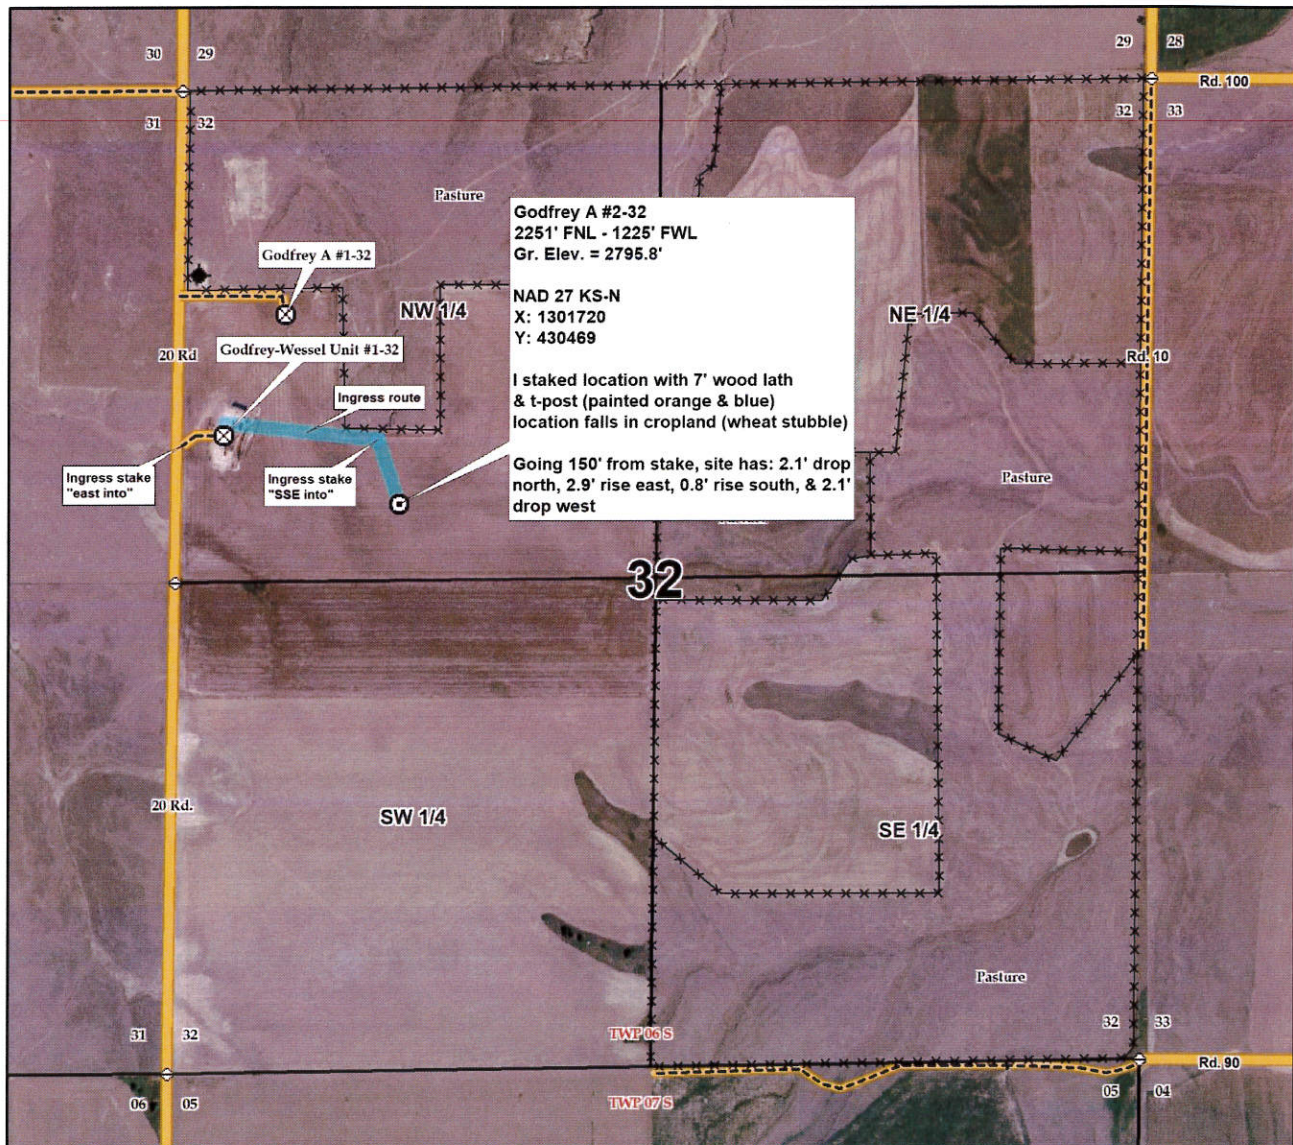 30
29
29
28
Rd. 100
31
32
32
33
Pasture
Godfrey A #2-32
2251' FNL - 1225' FWL
Gr. Elev. = 2795.8'
NAD 27 KS-N
X: 1301720
Y: 430469
I staked location with 7' wood lath
& t-post (painted orange & blue)
location falls in cropland (wheat stubble)
Going 150' from stake, site has: 2.1' drop
north, 2.9' rise east, 0.8' rise south, & 2.1'
drop west
Godfrey A #1-32
NW 1/4
NE 1/4
20 Rd
Godfrey-Wessel Unit #1-32
Rd. 10
Ingress route
Ingress stake
"east into"
Ingress stake
"SSE into"
Pasture
32
20 Rd.
SW 1/4
SE 1/4
Pasture
31
32
TWP 06 S
32
33
Rd. 90
06
05
TWP 07 S
05
04